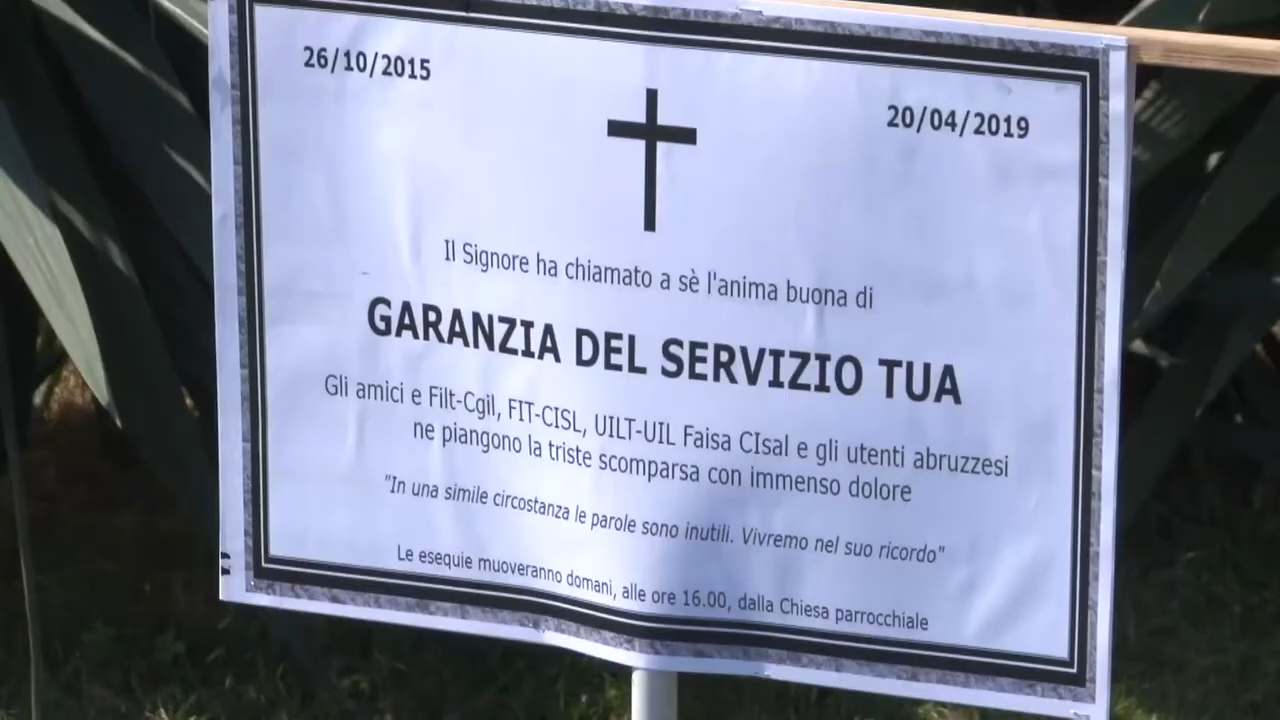 26/10/2015
20/04/2019
Il Signore ha chiamato a sè l'anima buona di
GARANZIA DEL SERVIZIO TUA
Gli amici e Filt-Cgil, FIT-CISL, UILT-UIL Faisa CIsal e gli utenti abruzzesi
ne piangono la triste scomparsa con immenso dolore
"In una simile circostanza le parole sono inutili. Vivremo nel suo ricordo"
Le esequie muoveranno domani, alle ore 16.00, dalla Chiesa parrocchiale